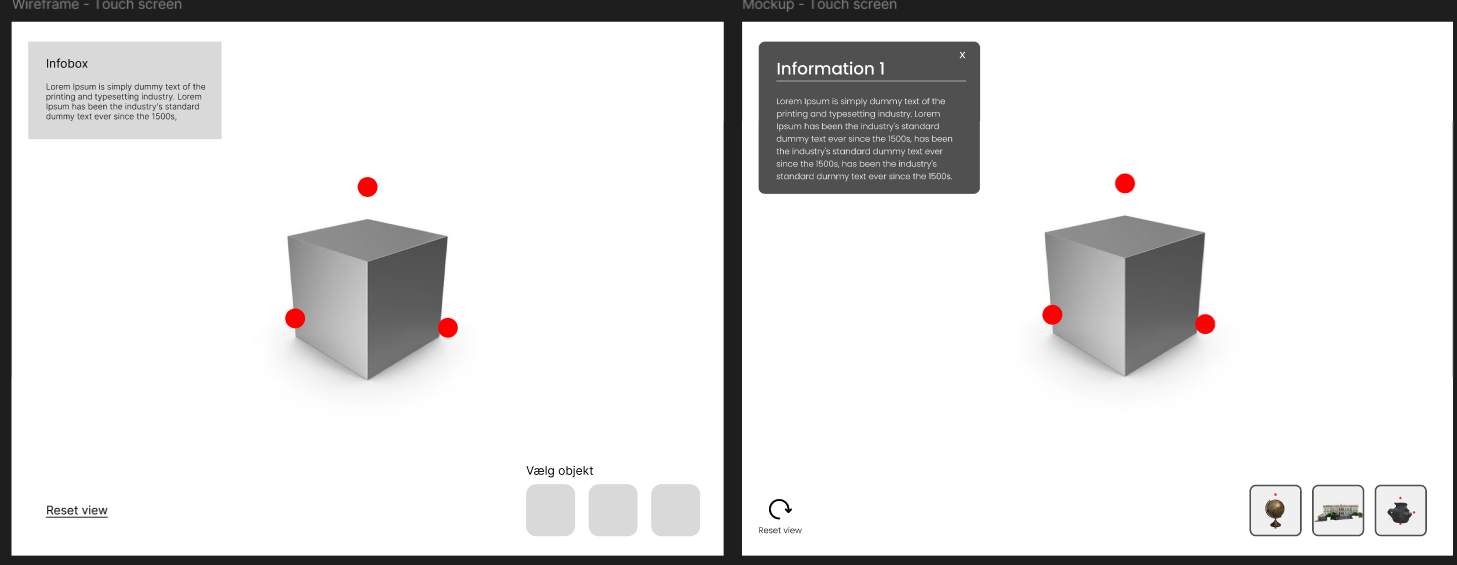 Wireframe - Touch screen
Infobox
Lorem Ipsum is simply dummy text of the
printing and typesetting industry. Lorem
Ipsum has been the industry's standard
dummy text ever since the 1500s,
Vælg objekt
Reset view
Mockup - Touch screen
X
Information 1
Lorem Ipsum is simply dummy text of the
printing and typesetting industry. Lorem
Ipsum has been the industry's standard
dummy text ever since the 1500s, has been
the industry's standard dummy text ever
since the 1500s, has been the industry's
standard dummy text ever since the 1500s.
Reset view